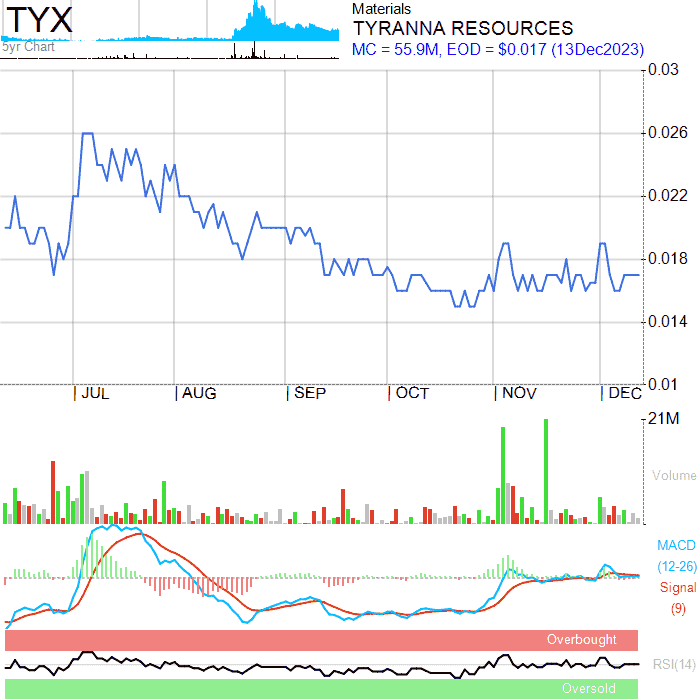 TYX
5yr Chart
Materials
TYRANNA RESOURCES
MC = 55.9M, EOD = $0.017 (13Dec2023)
0.03
0.026
0.022
0.018
0.014
0.01
JUL AUG SEP OCT NOV DEC
21M
Volume
MACD
(12-26)
Signal
(9)
Overbought
RSI(14)
Oversold